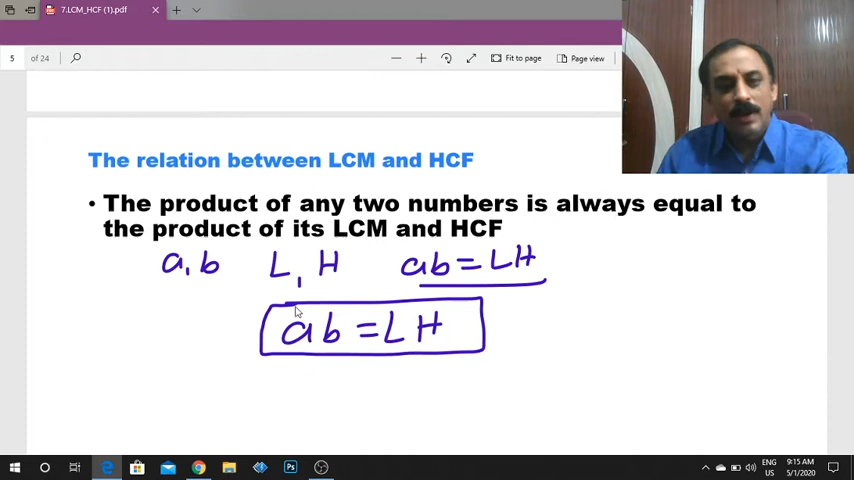 7.LCM_HCF (1).pdf
5 of 24 Fit to page Page view
The relation between LCM and HCF
• The product of any two numbers is always equal to
the product of its LCM and HCF
a, b L, H ab = LH
ab = LH
ENG 9:15 AM
US 5/1/2020